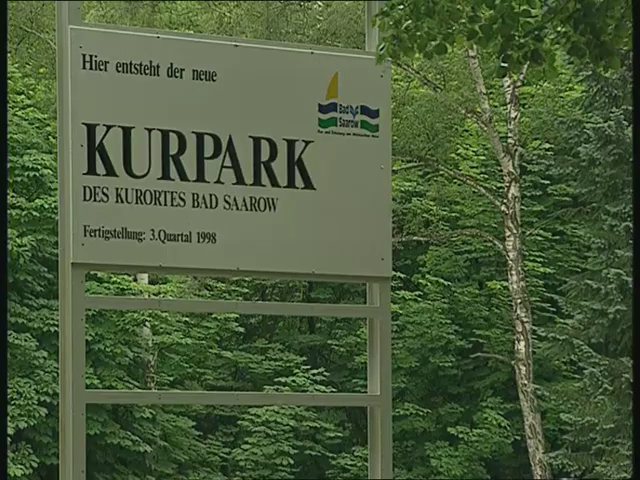 Hier entsteht der neue
Bad
Saarow
KURPARK
DES KURORTES BAD SAAROW
Fertigstellung: 3.Quartal 1998